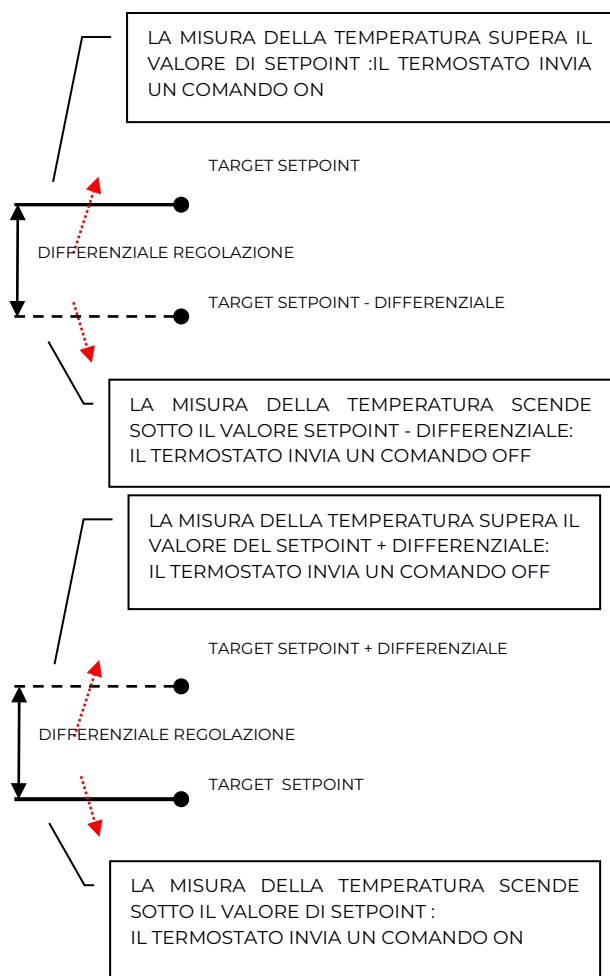 LA MISURA DELLA TEMPERATURA SUPERA IL
VALORE DI SETPOINT :IL TERMOSTATO INVIA
UN COMANDO ON
TARGET SETPOINT
DIFFERENZIALE REGOLAZIONE
TARGET SETPOINT - DIFFERENZIALE
LA MISURA DELLA TEMPERATURA SCENDE
SOTTO IL VALORE SETPOINT - DIFFERENZIALE:
IL TERMOSTATO INVIA UN COMANDO OFF
LA MISURA DELLA TEMPERATURA SUPERA IL
VALORE DEL SETPOINT + DIFFERENZIALE:
IL TERMOSTATO INVIA UN COMANDO OFF
TARGET SETPOINT + DIFFERENZIALE
DIFFERENZIALE REGOLAZIONE
TARGET SETPOINT
LA MISURA DELLA TEMPERATURA SCENDE
SOTTO IL VALORE DI SETPOINT :
IL TERMOSTATO INVIA UN COMANDO ON